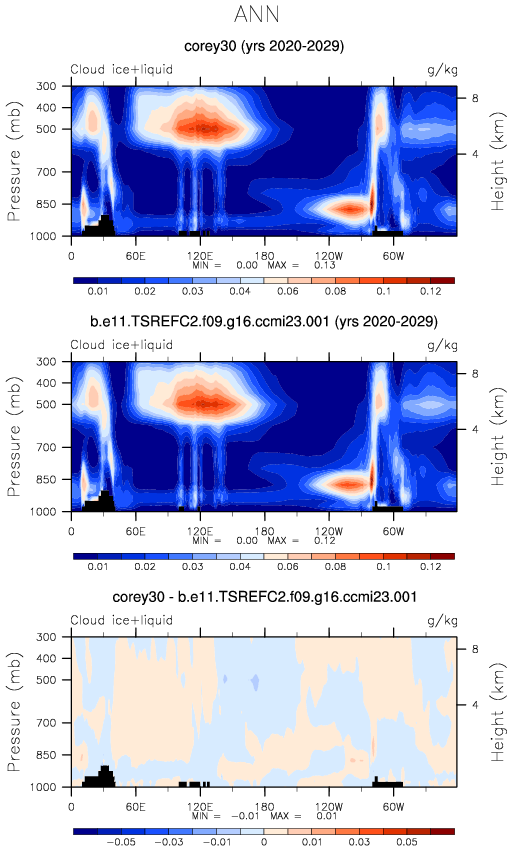 ANN
corey30 (yrs 2020-2029)
Cloud ice+liquid g/kg
300
400
500
700
850
1000
Pressure (mb)
8
4
Height (km)
0 60E 120E 180E 120W 60W
MIN = 0.00 MAX = 0.13
0.01 0.02 0.04 0.06 0.08 0.1 0.12
b.e11.TSREFC2.f09.g16.ccmi23.001 (yrs 2020-2029)
Cloud ice+liquid g/kg
300
400
500
700
850
1000
Pressure (mb)
8
4
Height (km)
0 60E 120E 180E 120W 60W
MIN = 0.00 MAX = 0.12
0.01 0.02 0.04 0.06 0.08 0.1 0.12
corey30 - b.e11.TSREFC2.f09.g16.ccmi23.001
Cloud ice+liquid g/kg
300
400
500
700
850
1000
Pressure (mb)
8
4
Height (km)
0 60E 120E 180E 120W 60W
MIN = -0.01 MAX = 0.01
-0.05 -0.03 -0.01 0 0.01 0.03 0.05